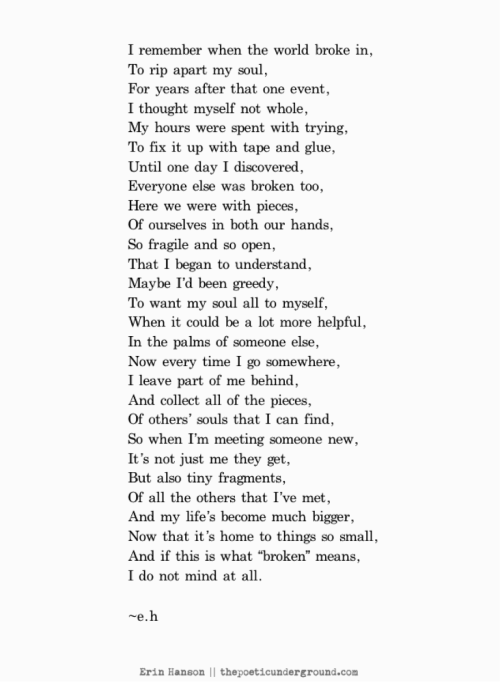 I remember when the world broke in,
To rip apart my soul,
For years after that one event,
I thought myself not whole,
My hours were spent with trying,
To fix it up with tape and glue,
Until one day I discovered,
Everyone else was broken too,
Here we were with pieces,
Of ourselves in both our hands,
So fragile and so open,
That I began to understand,
Maybe I'd been greedy,
To want my soul all to myself,
When it could be a lot more helpful,
In the palms of someone else,
Now every time I go somewhere,
I leave part of me behind,
And collect all of the pieces,
Of others' souls that I can find,
So when I'm meeting someone new,
It's not just me they get,
But also tiny fragments,
Of all the others that I've met,
And my life's become much bigger,
Now that it's home to things so small,
And if this is what “broken” means,
I do not mind at all.
~e.h
Erin Hanson || thepoeticunderground.com